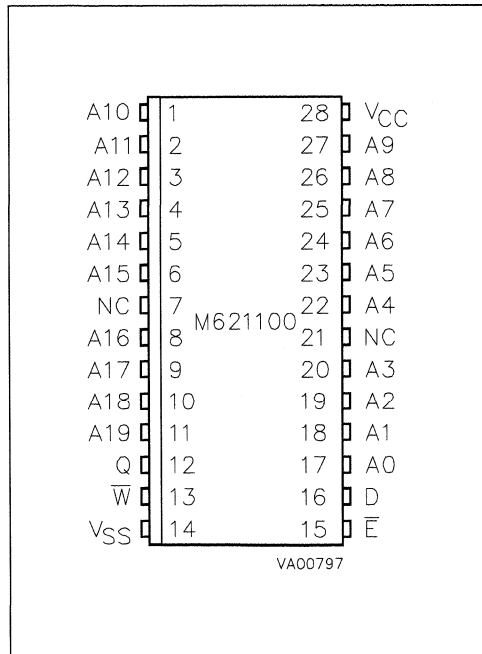 A10 1 28 VCC
A11 2 27 A9
A12 3 26 A8
A13 4 25 A7
A14 5 24 A6
A15 6 23 A5
NC 7 22 A4
M621100
A16 8 21 NC
A17 9 20 A3
A18 10 19 A2
A19 11 18 A1
Q 12 17 A0
W̅ 13 16 D
VSS 14 15 E̅
VA00797